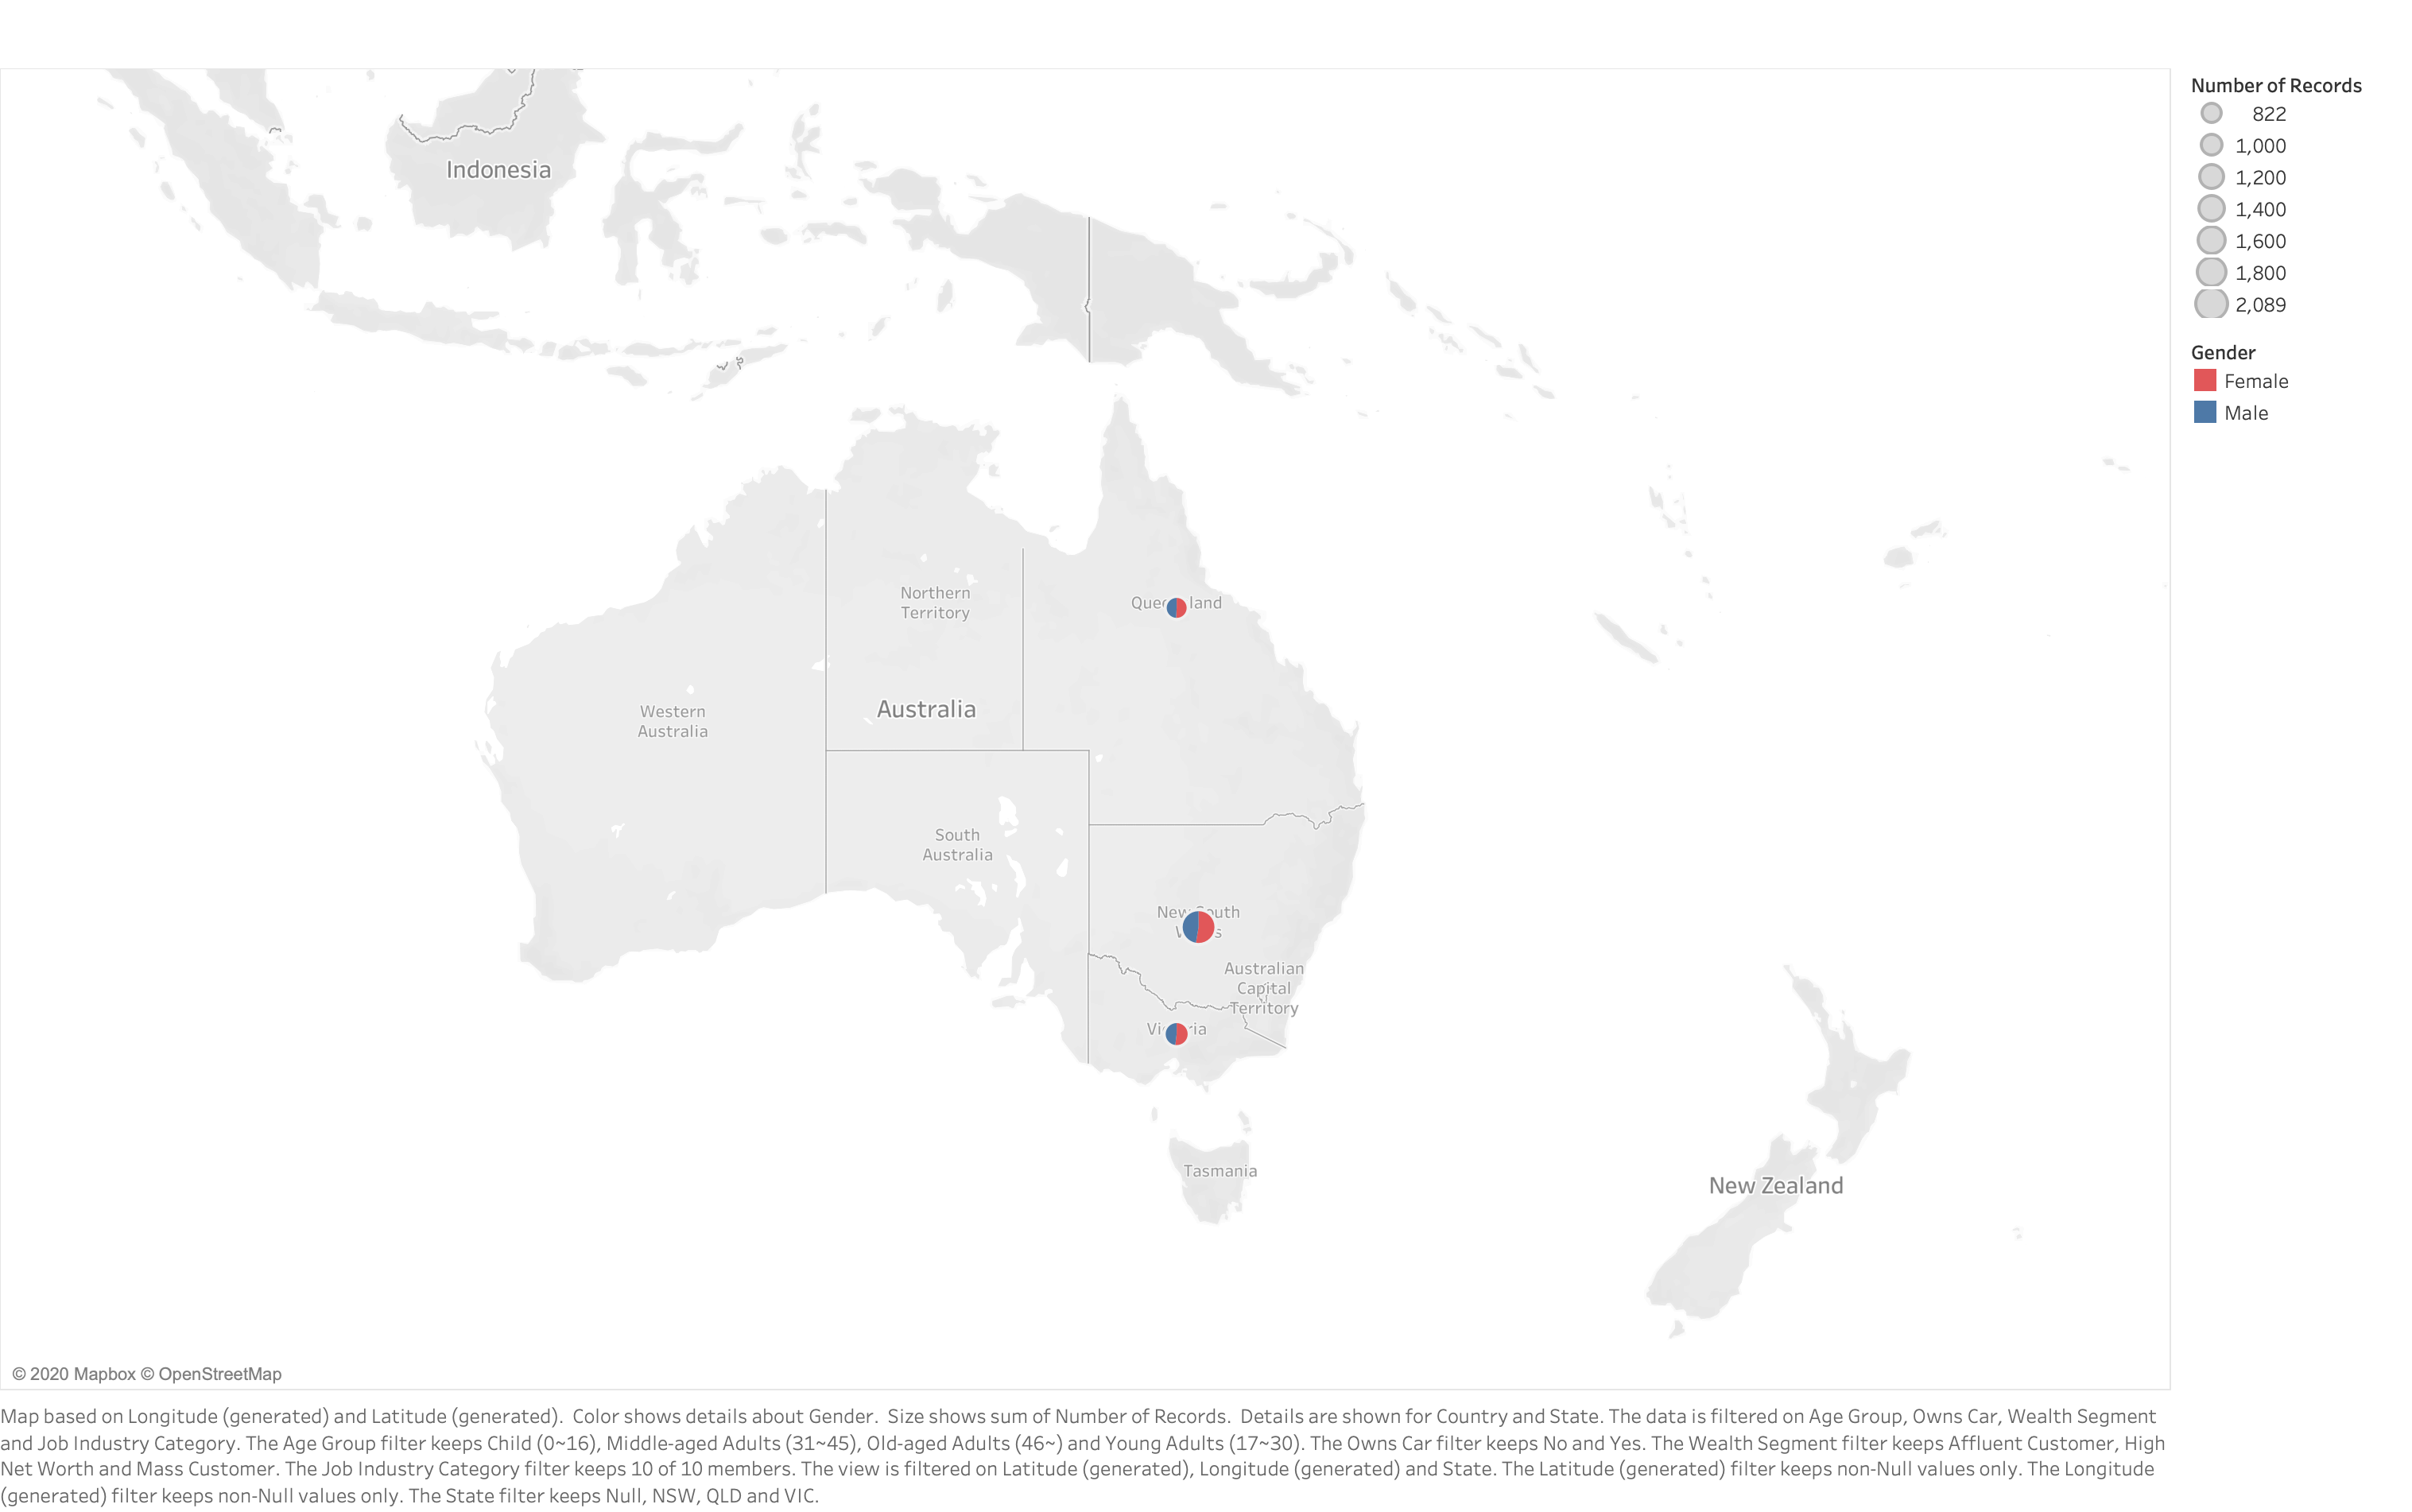 Number of Records
822
1,000
1,200
1,400
1,600
1,800
2,089
Gender
Female
Male
Indonesia
Northern
Territory
Australia
Western
Australia
South
Australia
Australian
Capital
Territory
Tasmania
New Zealand
© 2020 Mapbox © OpenStreetMap
Map based on Longitude (generated) and Latitude (generated).  Color shows details about Gender.  Size shows sum of Number of Records.  Details are shown for Country and State. The data is filtered on Age Group, Owns Car, Wealth Segment
and Job Industry Category. The Age Group filter keeps Child (0~16), Middle-aged Adults (31~45), Old-aged Adults (46~) and Young Adults (17~30). The Owns Car filter keeps No and Yes. The Wealth Segment filter keeps Affluent Customer, High
Net Worth and Mass Customer. The Job Industry Category filter keeps 10 of 10 members. The view is filtered on Latitude (generated), Longitude (generated) and State. The Latitude (generated) filter keeps non-Null values only. The Longitude
(generated) filter keeps non-Null values only. The State filter keeps Null, NSW, QLD and VIC.